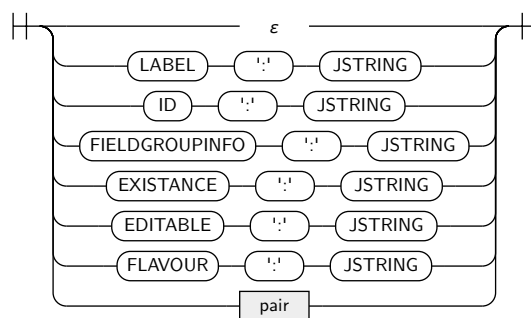 ε
LABEL ':' JSTRING
ID ':' JSTRING
FIELDGROUPINFO ':' JSTRING
EXISTANCE ':' JSTRING
EDITABLE ':' JSTRING
FLAVOUR ':' JSTRING
pair